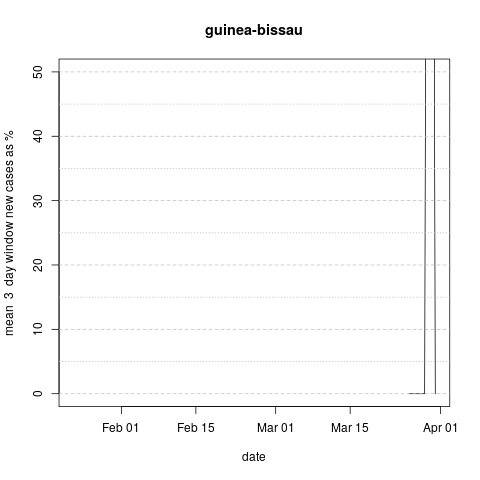 guinea-bissau
mean 3 day window new cases as %
50
40
30
20
10
0
Feb 01
Feb 15
Mar 01
Mar 15
Apr 01
date